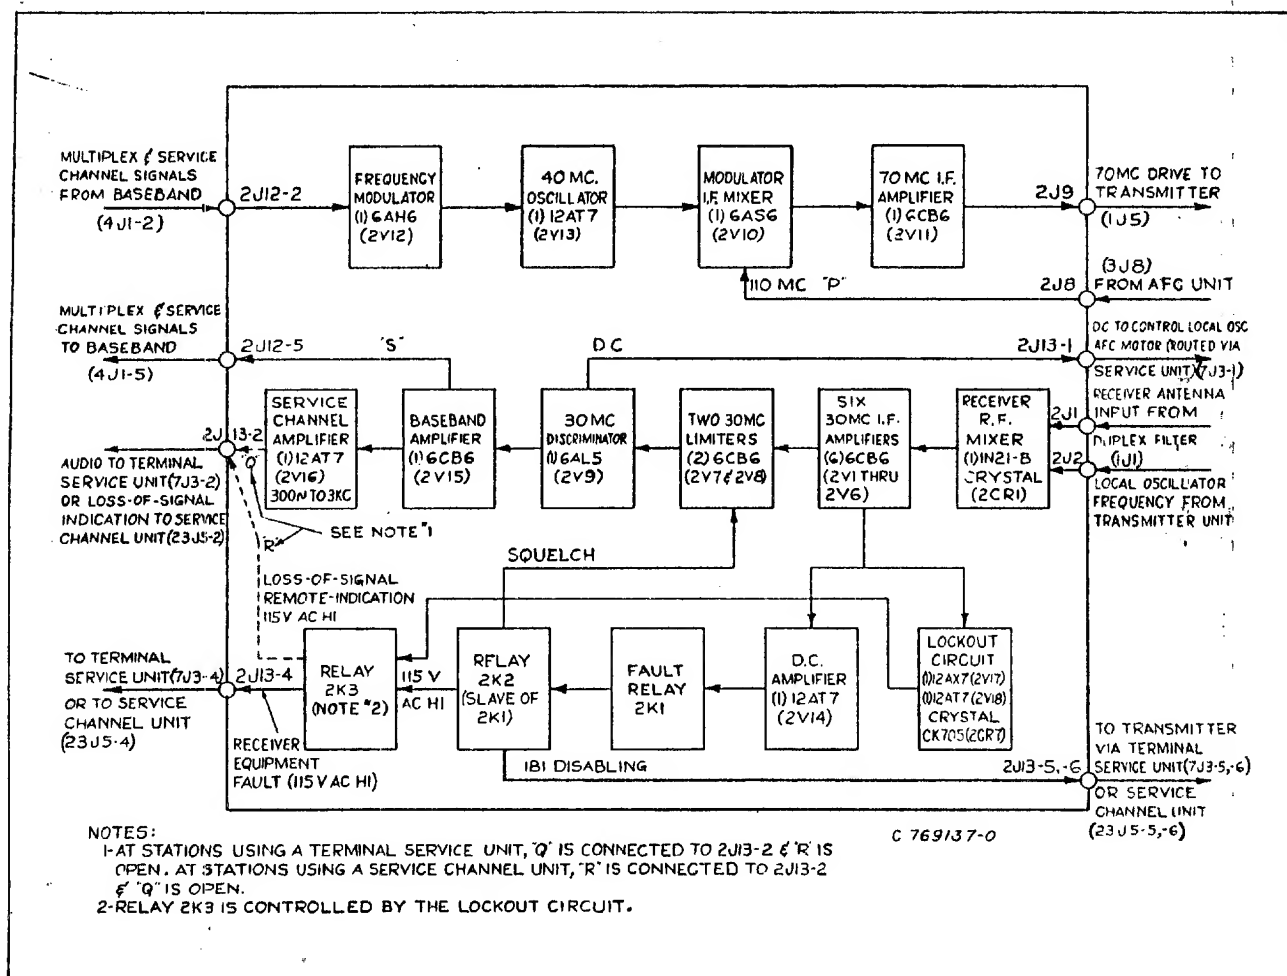 MULTIPLEX & SERVICE
CHANNEL SIGNALS
FROM BASEBAND
(4J1-2)
2J12-2
FREQUENCY
MODULATOR
(1) 6AH6
(2V12)
40 MC.
OSCILLATOR
(1) 12AT7
(2V13)
MODULATOR
I.F. MIXER
(1) 6AS6
(2V10)
70 MC I.F.
AMPLIFIER
(1) 6CB6
(2V11)
2J9
70MC DRIVE TO
TRANSMITTER
(1J5)
110 MC "P"
2J8
(3J8)
FROM AFC UNIT
MULTIPLEX & SERVICE
CHANNEL SIGNALS
TO BASEBAND
(4J1-5)
2J12-5
"S"
DC
2J13-1
DC TO CONTROL LOCAL OSC
AFC MOTOR (ROUTED VIA
SERVICE UNIT)(7J3-1)
SERVICE
CHANNEL
AMPLIFIER
(1) 12AT7
(2V16)
300~ TO 3KC
BASEBAND
AMPLIFIER
(1) 6CB6
(2V15)
30MC
DISCRIMINATOR
(1) 6AL5
(2V9)
TWO 30MC
LIMITERS
(2) 6CB6
(2V7 & 2V8)
SIX
30MC I.F.
AMPLIFIERS
(6) 6CB6
(2V1 THRU
2V6)
RECEIVER
R.F.
MIXER
(1) 1N21-B
CRYSTAL
(2CR1)
2J1
2J2
RECEIVER ANTENNA
INPUT FROM
DUPLEX FILTER
(1J1)
LOCAL OSCILLATOR
FREQUENCY FROM
TRANSMITTER UNIT
2J13-2
"Q"
AUDIO TO TERMINAL
SERVICE UNIT (7J3-2)
OR LOSS-OF-SIGNAL
INDICATION TO SERVICE
CHANNEL UNIT (23J5-2)
"R"
SEE NOTE #1
SQUELCH
LOSS-OF-SIGNAL
REMOTE-INDICATION
115V AC HI
TO TERMINAL
SERVICE UNIT (7J3-4)
OR TO SERVICE
CHANNEL UNIT
(23J5-4)
2J13-4
RELAY
2K3
(NOTE #2)
115 V
AC HI
RELAY
2K2
(SLAVE OF
2K1)
FAULT
RELAY
2K1
D.C.
AMPLIFIER
(1) 12AT7
(2V14)
LOCKOUT
CIRCUIT
(1) 12AX7 (2V17)
(1) 12AT7 (2V18)
CRYSTAL
CK705 (2CR7)
RECEIVER
EQUIPMENT
FAULT (115V AC HI)
1B1 DISABLING
2J13-5,-6
TO TRANSMITTER
VIA TERMINAL
SERVICE UNIT (7J3-5,-6)
OR SERVICE
CHANNEL UNIT
(23J5-5,-6)
C 769137-0
NOTES:
1-AT STATIONS USING A TERMINAL SERVICE UNIT, "Q" IS CONNECTED TO 2J13-2 & "R" IS
OPEN. AT STATIONS USING A SERVICE CHANNEL UNIT, "R" IS CONNECTED TO 2J13-2
& "Q" IS OPEN.
2-RELAY 2K3 IS CONTROLLED BY THE LOCKOUT CIRCUIT.